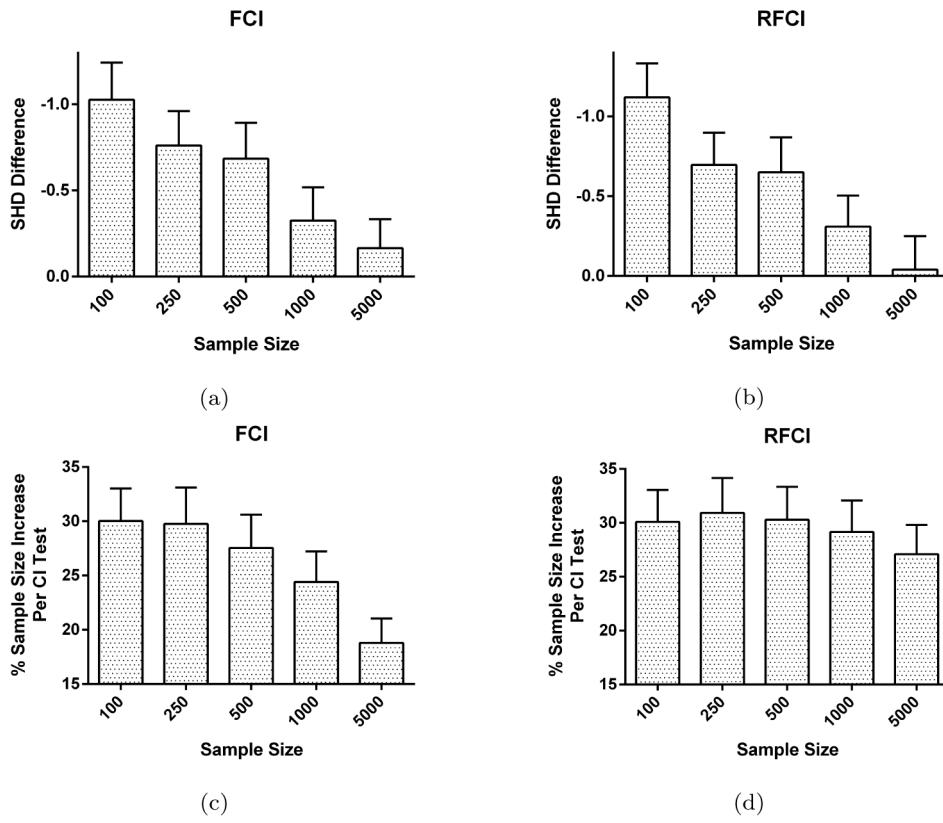 FCI
SHD Difference
-1.0
-0.5
0.0
100
250
500
1000
5000
Sample Size
(a)
RFCI
SHD Difference
-1.0
-0.5
0.0
100
250
500
1000
5000
Sample Size
(b)
FCI
% Sample Size Increase
Per CI Test
35
30
25
20
15
100
250
500
1000
5000
Sample Size
(c)
RFCI
% Sample Size Increase
Per CI Test
35
30
25
20
15
100
250
500
1000
5000
Sample Size
(d)